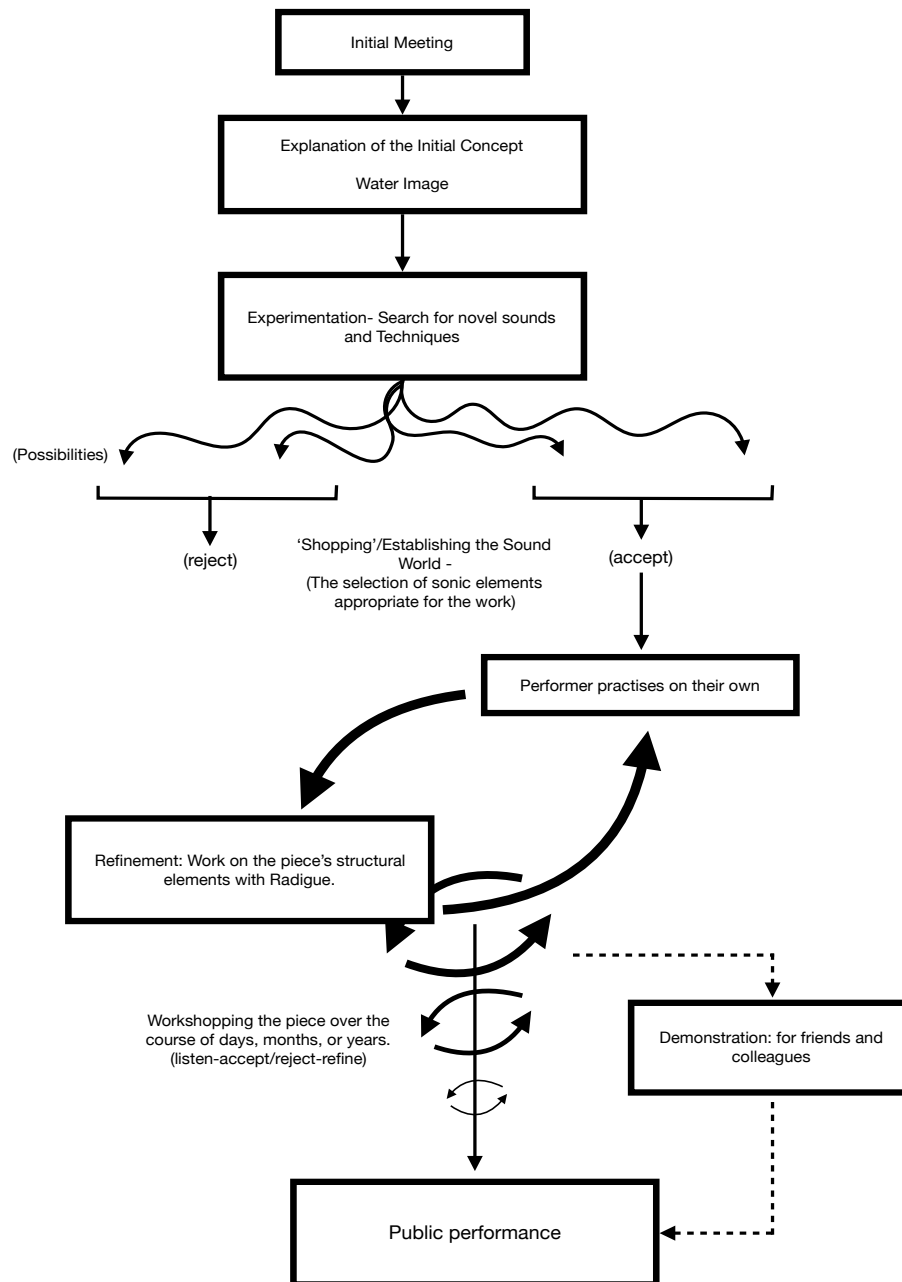 Initial Meeting
Explanation of the Initial Concept
Water Image
Experimentation- Search for novel sounds
and Techniques
(Possibilities)
(reject)
‘Shopping’/Establishing the Sound
World -
(The selection of sonic elements
appropriate for the work)
(accept)
Performer practises on their own
Refinement: Work on the piece’s structural
elements with Radigue.
Workshopping the piece over the
course of days, months, or years.
(listen-accept/reject-refine)
Demonstration: for friends and
colleagues
Public performance